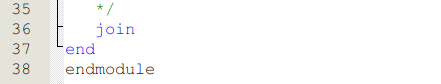 35 */
36 join
37 end
38 endmodule